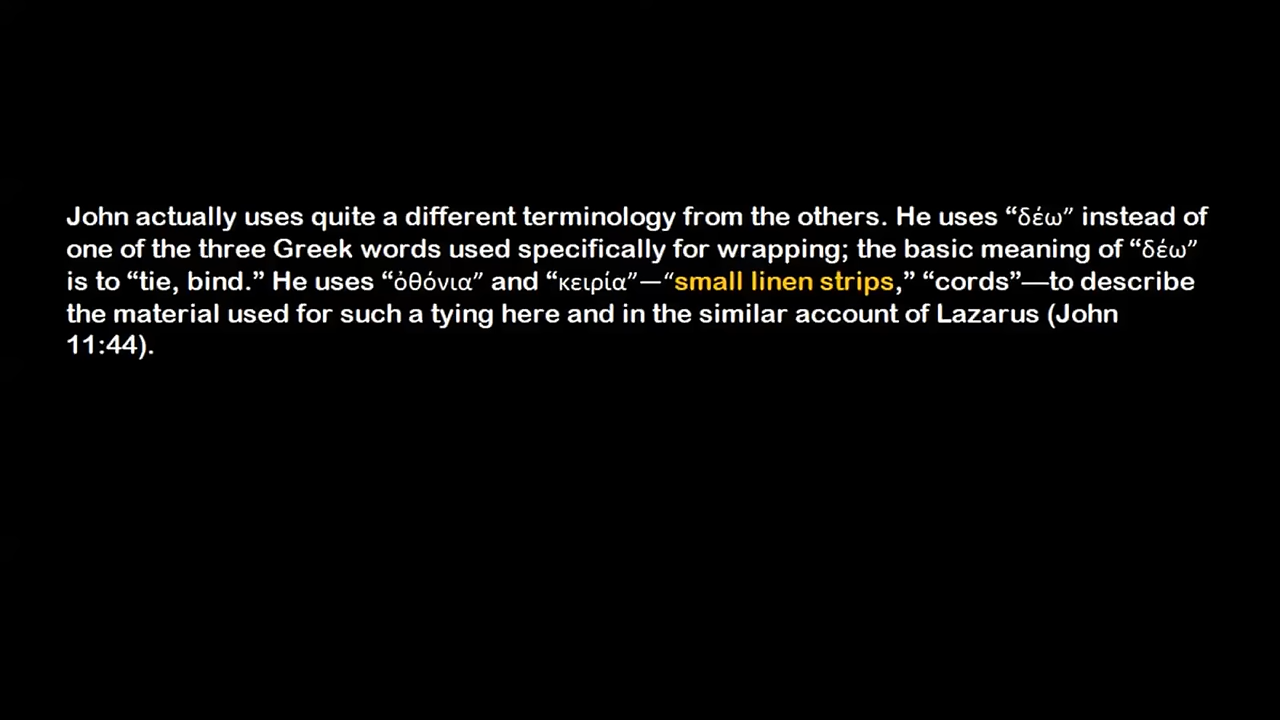 John actually uses quite a different terminology from the others. He uses “δέω” instead of
one of the three Greek words used specifically for wrapping; the basic meaning of “δέω”
is to “tie, bind.” He uses “ὀθόνια” and “κειρία”—“small linen strips,” “cords”—to describe
the material used for such a tying here and in the similar account of Lazarus (John
11:44).